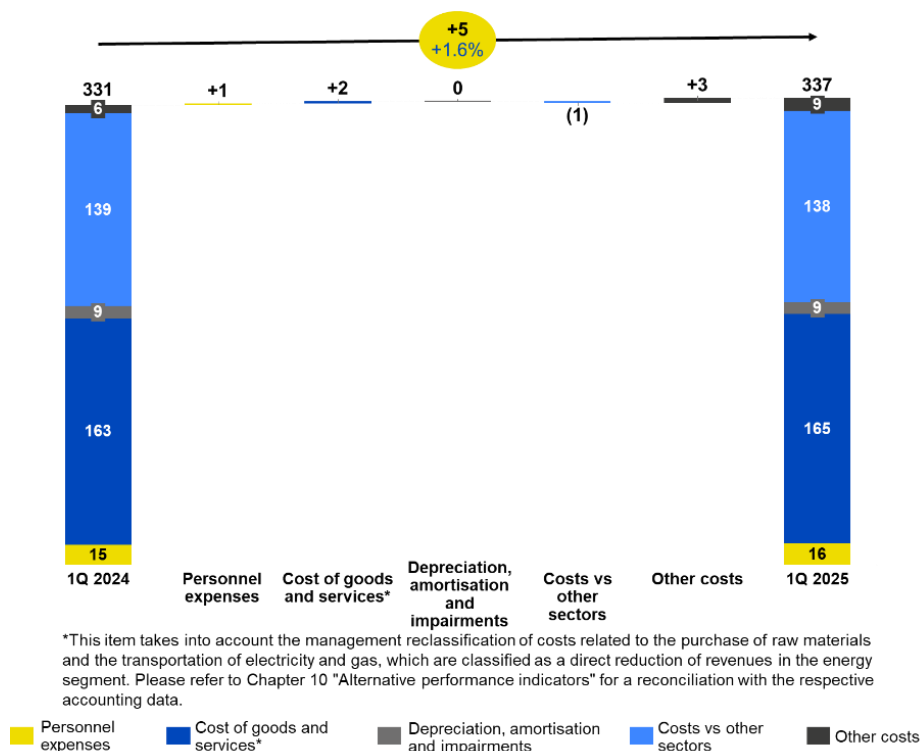 +5
+1.6%
331
+1
+2
0
(1)
+3
337
6
139
9
163
15
9
138
9
165
16
1Q 2024
Personnel
expenses
Cost of goods
and services*
Depreciation,
amortisation
and
impairments
Costs vs
other
sectors
Other costs
1Q 2025
*This item takes into account the management reclassification of costs related to the purchase of raw materials
and the transportation of electricity and gas, which are classified as a direct reduction of revenues in the energy
segment. Please refer to Chapter 10 "Alternative performance indicators" for a reconciliation with the respective
accounting data.
Personnel
expenses
Cost of goods and
services*
Depreciation, amortisation
and impairments
Costs vs other
sectors
Other costs